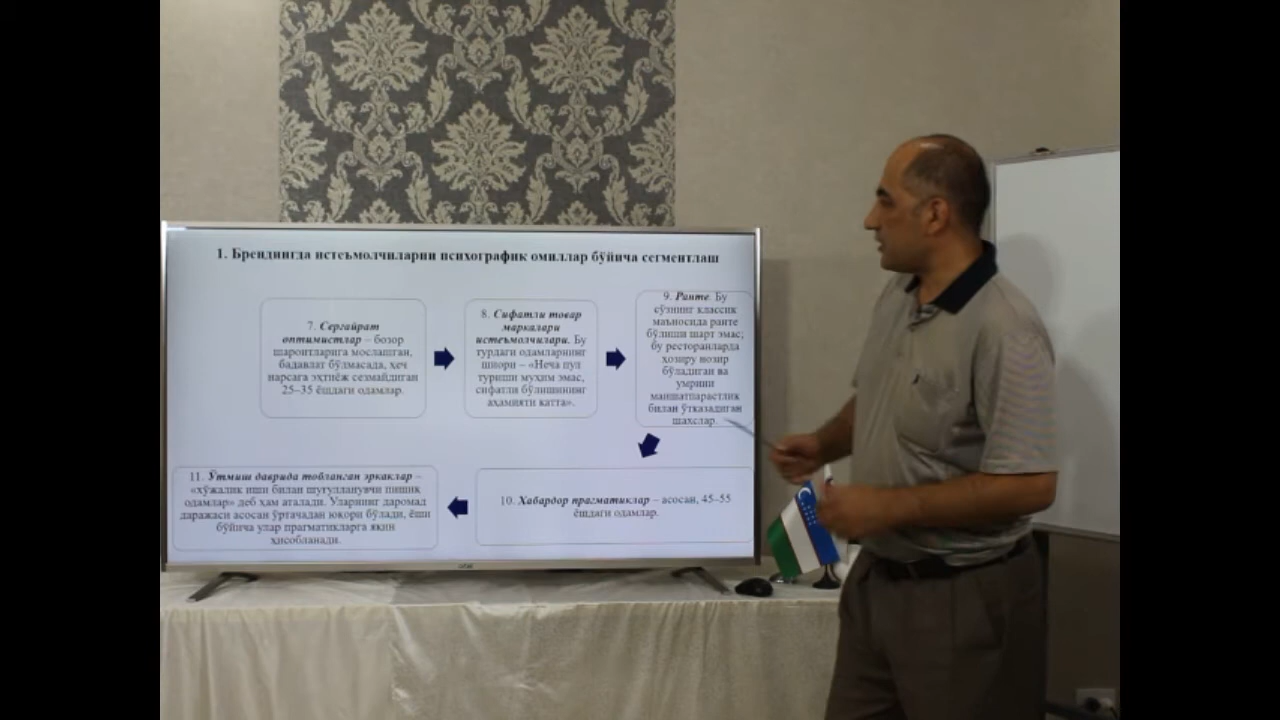 1. Брендингда истеъмолчиларни психографик омиллар бўйича сегментлаш
7. Сергайрат
оптимистлар – бозор
шароитларига мослашган,
бадавлат бўлмасада, ҳеч
нарсага эҳтиёж сезмайдиган
25–35 ёшдаги одамлар.
8. Сифатли товар
маркалари
истеъмолчилари. Бу
турдаги одамларнинг
шиори – «Неча пул
туриши муҳим эмас,
сифатли бўлишининг
аҳамияти катта».
9. Ранте. Бу
сўзнинг классик
маъносида ранте
бўлиши шарт эмас;
бу ресторанларда
ҳозиру нозир
бўладиган ва
умрини
маишатпарастлик
билан ўтказадиган
шахслар.
10. Хабардор прагматиклар – асосан, 45–55
ёшдаги одамлар.
11. Ўтмиш даврида тобланган эркаклар –
«хўжалик иши билан шуғулланувчи пишиқ
одамлар» деб ҳам аталади. Уларнинг даромад
даражаси асосан ўртачадан юқори бўлади, ёши
бўйича улар прагматикларга яқин
ҳисобланади.